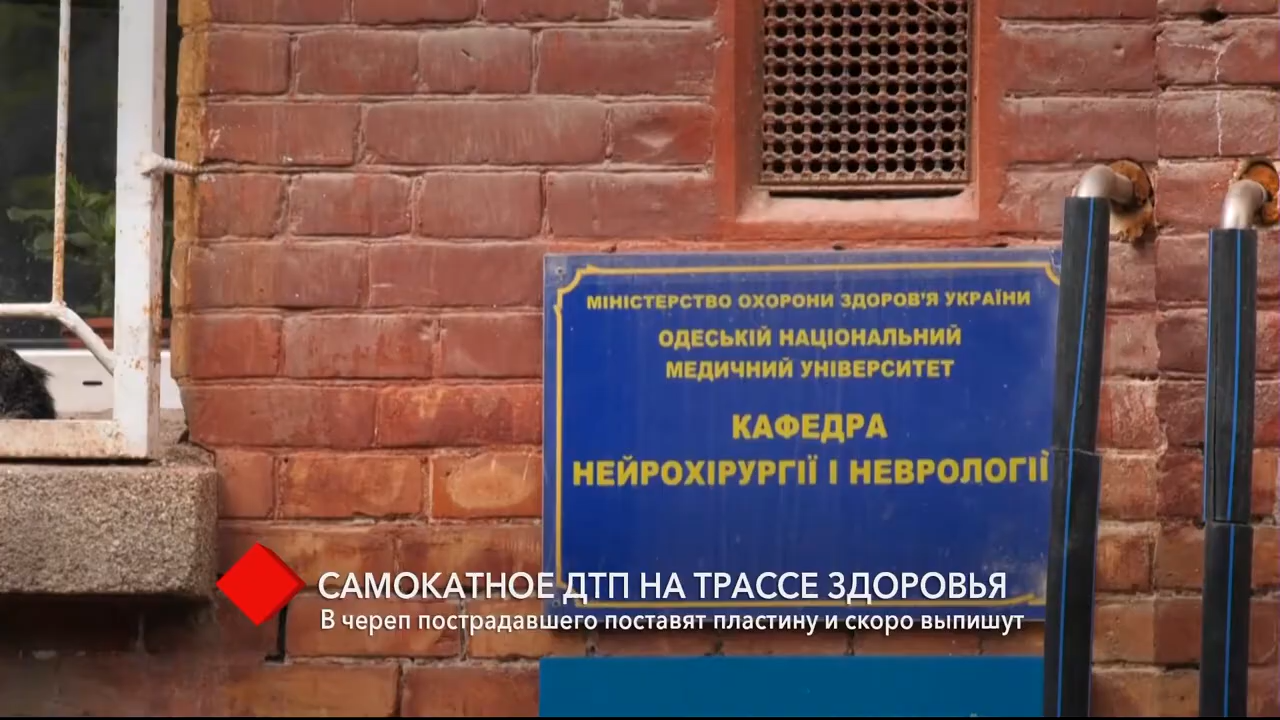 МІНІСТЕРСТВО ОХОРОНИ ЗДОРОВ'Я УКРАЇНИ
ОДЕСЬКІЙ НАЦІОНАЛЬНИЙ
МЕДИЧНИЙ УНІВЕРСИТЕТ
КАФЕДРА
НЕЙРОХІРУРГІЇ І НЕВРОЛОГІЇ
САМОКАТНОЕ ДТП НА ТРАССЕ ЗДОРОВЬЯ
В череп пострадавшего поставят пластину и скоро выпишут